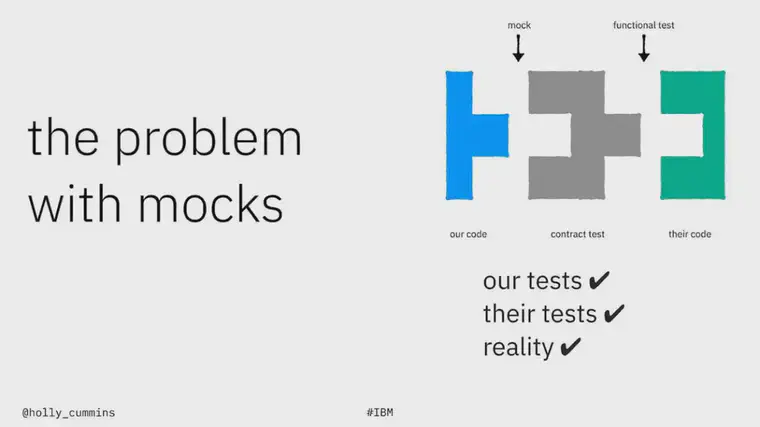 mock
functional test
the problem
with mocks
our code
contract test
their code
our tests ✔
their tests ✔
reality ✔
@holly_cummins
#IBM